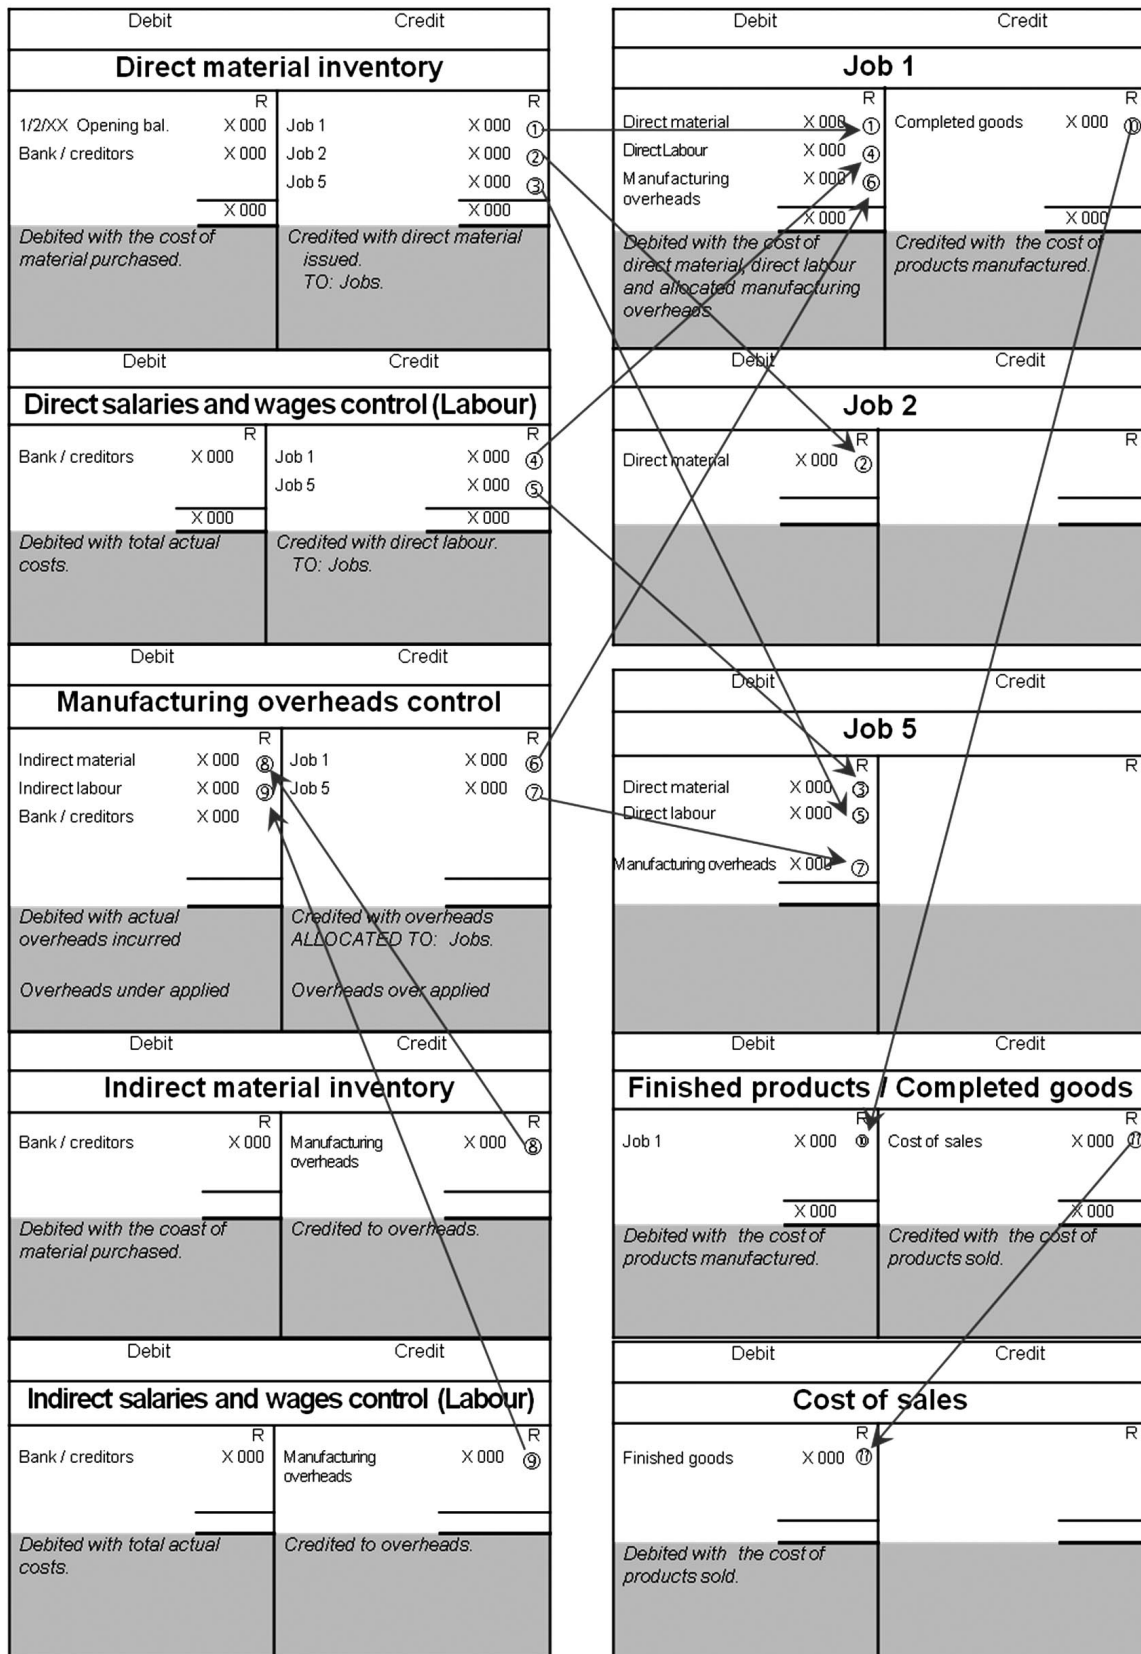 Debit Credit
Direct material inventory
R R
1/2/XX Opening bal. X 000 Job 1 X 000 ①
Bank / creditors X 000 Job 2 X 000 ②
Job 5 X 000 ③
X 000 X 000
Debited with the cost of Credited with direct material
material purchased. issued.
TO: Jobs.
Debit Credit
Direct salaries and wages control (Labour)
R R
Bank / creditors X 000 Job 1 X 000 ④
Job 5 X 000 ⑤
X 000 X 000
Debited with total actual Credited with direct labour.
costs. TO: Jobs.
Debit Credit
Manufacturing overheads control
R R
Indirect material X 000 ⑧ Job 1 X 000 ⑥
Indirect labour X 000 ⑨ Job 5 X 000 ⑦
Bank / creditors X 000
Debited with actual Credited with overheads
overheads incurred ALLOCATED TO: Jobs.
Overheads under applied Overheads over applied
Debit Credit
Indirect material inventory
R R
Bank / creditors X 000 Manufacturing X 000 ⑧
overheads
Debited with the coast of Credited to overheads.
material purchased.
Debit Credit
Indirect salaries and wages control (Labour)
R R
Bank / creditors X 000 Manufacturing X 000 ⑨
overheads
Debited with total actual Credited to overheads.
costs.
Debit Credit
Job 1
R R
Direct material X 000 ① Completed goods X 000 ⑩
Direct Labour X 000 ④
Manufacturing X 000 ⑥
overheads
X 000 X 000
Debited with the cost of Credited with the cost of
direct material, direct labour products manufactured.
and allocated manufacturing
overheads
Debit Credit
Job 2
R R
Direct material X 000 ②
Debit Credit
Job 5
R R
Direct material X 000 ③
Direct labour X 000 ⑤
Manufacturing overheads X 000 ⑦
Debit Credit
Finished products / Completed goods
R R
Job 1 X 000 ⑩ Cost of sales X 000 ⑪
X 000 X 000
Debited with the cost of Credited with the cost of
products manufactured. products sold.
Debit Credit
Cost of sales
R R
Finished goods X 000 ⑪
Debited with the cost of
products sold.